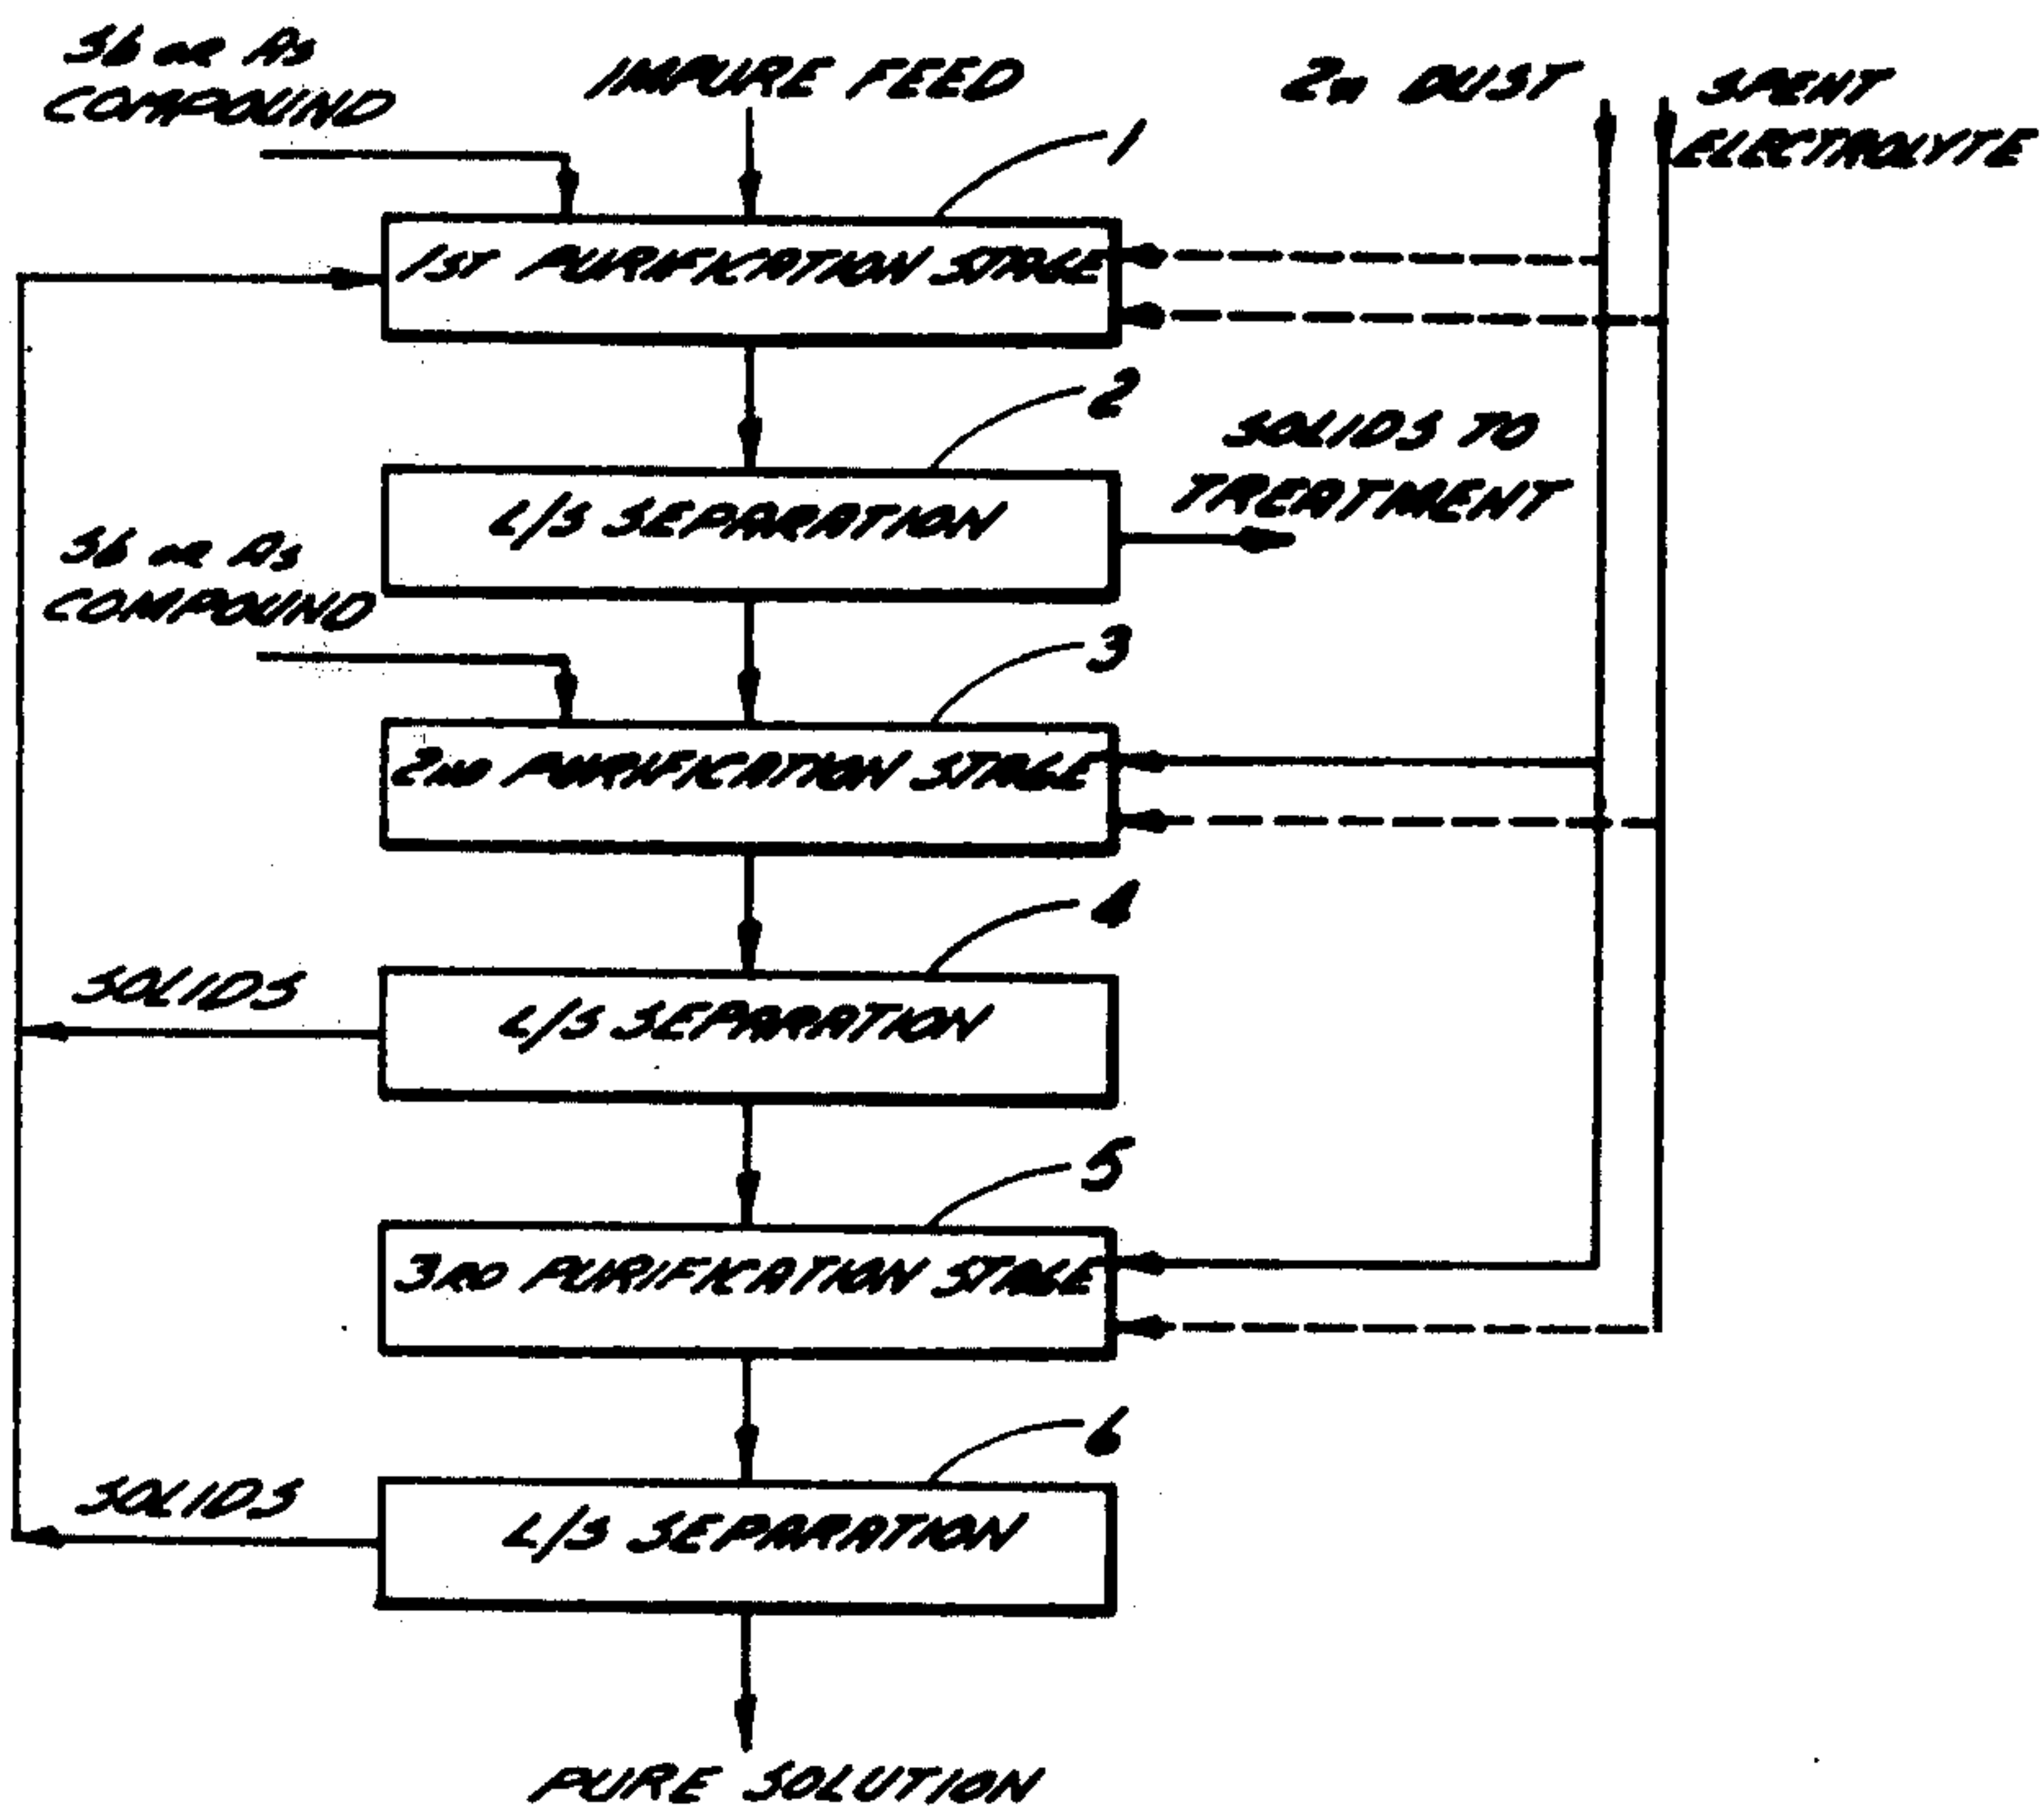 Sb or As
COMPOUND
IMPURE FEED
Zn DUST
SPENT
ELECTROLYTE
1
1ST PURIFICATION STAGE
2
SOLIDS TO
TREATMENT
L/S SEPARATION
Sb or As
COMPOUND
3
2ND PURIFICATION STAGE
4
SOLIDS
L/S SEPARATION
5
3RD PURIFICATION STAGE
6
SOLIDS
L/S SEPARATION
PURE SOLUTION